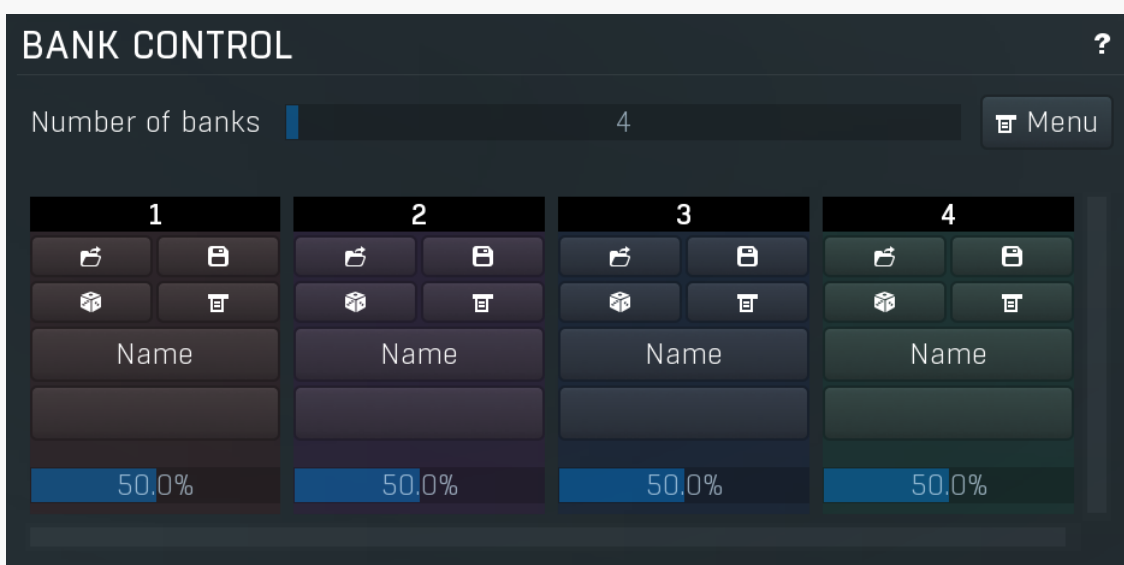 BANK CONTROL ?
Number of banks 4 Menu
1 2 3 4
Name Name Name Name
50.0% 50.0% 50.0% 50.0%